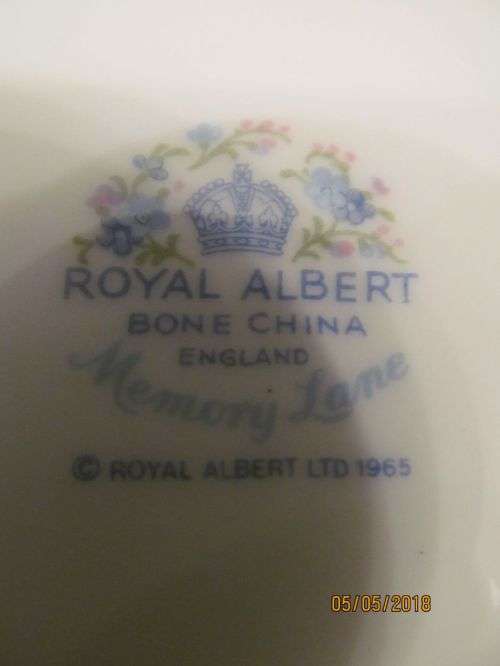 ROYAL ALBERT
BONE CHINA
ENGLAND
Memory Lane
© ROYAL ALBERT LTD 1965
05/05/2018